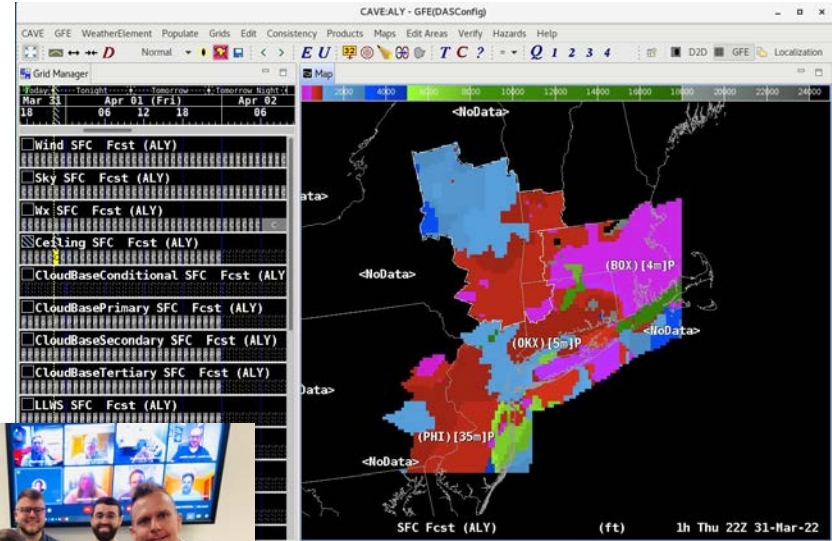 CAVE:ALY - GFE(DASConfig)
CAVE GFE WeatherElement Populate Grids Edit Consistency Products Maps Edit Areas Verify Hazards Help
D Normal E U T C ? Q 1 2 3 4 D2D GFE Localization
Grid Manager
Map
Today Tonight Tomorrow Tomorrow Night
Mar 31 Apr 01 (Fri) Apr 02
18 06 12 18 06
2000 4000 6000 8000 10000 12000 14000 16000 18000 20000 22000 24000
Wind SFC Fcst (ALY)
Sky SFC Fcst (ALY)
Wx SFC Fcst (ALY)
Ceiling SFC Fcst (ALY)
CloudBaseConditional SFC Fcst (ALY
CloudBasePrimary SFC Fcst (ALY)
CloudBaseSecondary SFC Fcst (ALY)
CloudBaseTertiary SFC Fcst (ALY)
LLWS SFC Fcst (ALY)
<NoData>
ata>
(BOX)[4m]P
<NoData>
<NoData>
(OKX)[5m]P
Data>
(PHI)[35m]P
<NoData>
SFC Fcst (ALY) (ft) 1h Thu 22Z 31-Mar-22